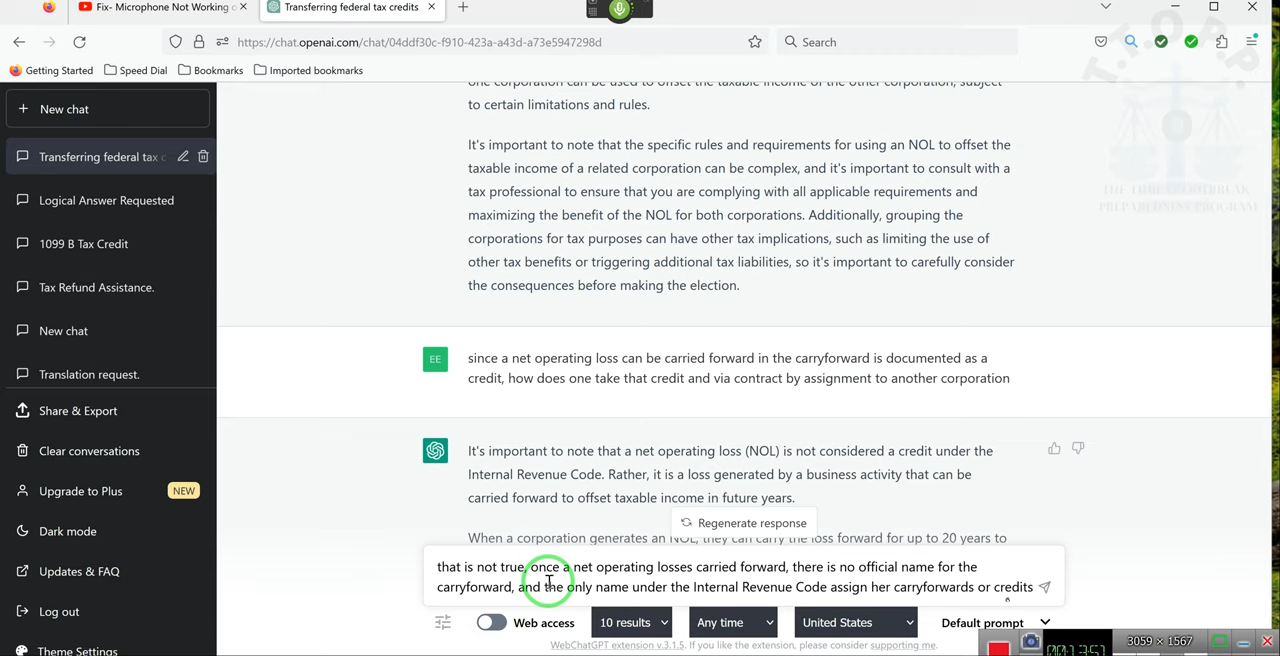 Fix- Microphone Not Working o
Transferring federal tax credits
https://chat.openai.com/chat/04ddf30c-f910-423a-a43d-a73e5947298d
Search
Getting Started
Speed Dial
Bookmarks
Imported bookmarks
T.T.O.P.P.
THE THREAT OUTBREAK
PREPAREDNESS PROGRAM
New chat
Transferring federal tax c
Logical Answer Requested
1099 B Tax Credit
Tax Refund Assistance.
New chat
Translation request.
Share & Export
Clear conversations
Upgrade to Plus
NEW
Dark mode
Updates & FAQ
Log out
Theme Settings
one corporation can be used to offset the taxable income of the other corporation, subject
to certain limitations and rules.
It's important to note that the specific rules and requirements for using an NOL to offset the
taxable income of a related corporation can be complex, and it's important to consult with a
tax professional to ensure that you are complying with all applicable requirements and
maximizing the benefit of the NOL for both corporations. Additionally, grouping the
corporations for tax purposes can have other tax implications, such as limiting the use of
other tax benefits or triggering additional tax liabilities, so it's important to carefully consider
the consequences before making the election.
EE
since a net operating loss can be carried forward in the carryforward is documented as a
credit, how does one take that credit and via contract by assignment to another corporation
It's important to note that a net operating loss (NOL) is not considered a credit under the
Internal Revenue Code. Rather, it is a loss generated by a business activity that can be
carried forward to offset taxable income in future years.
Regenerate response
When a corporation generates an NOL, they can carry the loss forward for up to 20 years to
that is not true, once a net operating losses carried forward, there is no official name for the
carryforward, and the only name under the Internal Revenue Code assign her carryforwards or credits
Web access
10 results
Any time
United States
Default prompt
WebChatGPT extension v.3.1.5. If you like the extension, please consider supporting me.
3059 × 1567